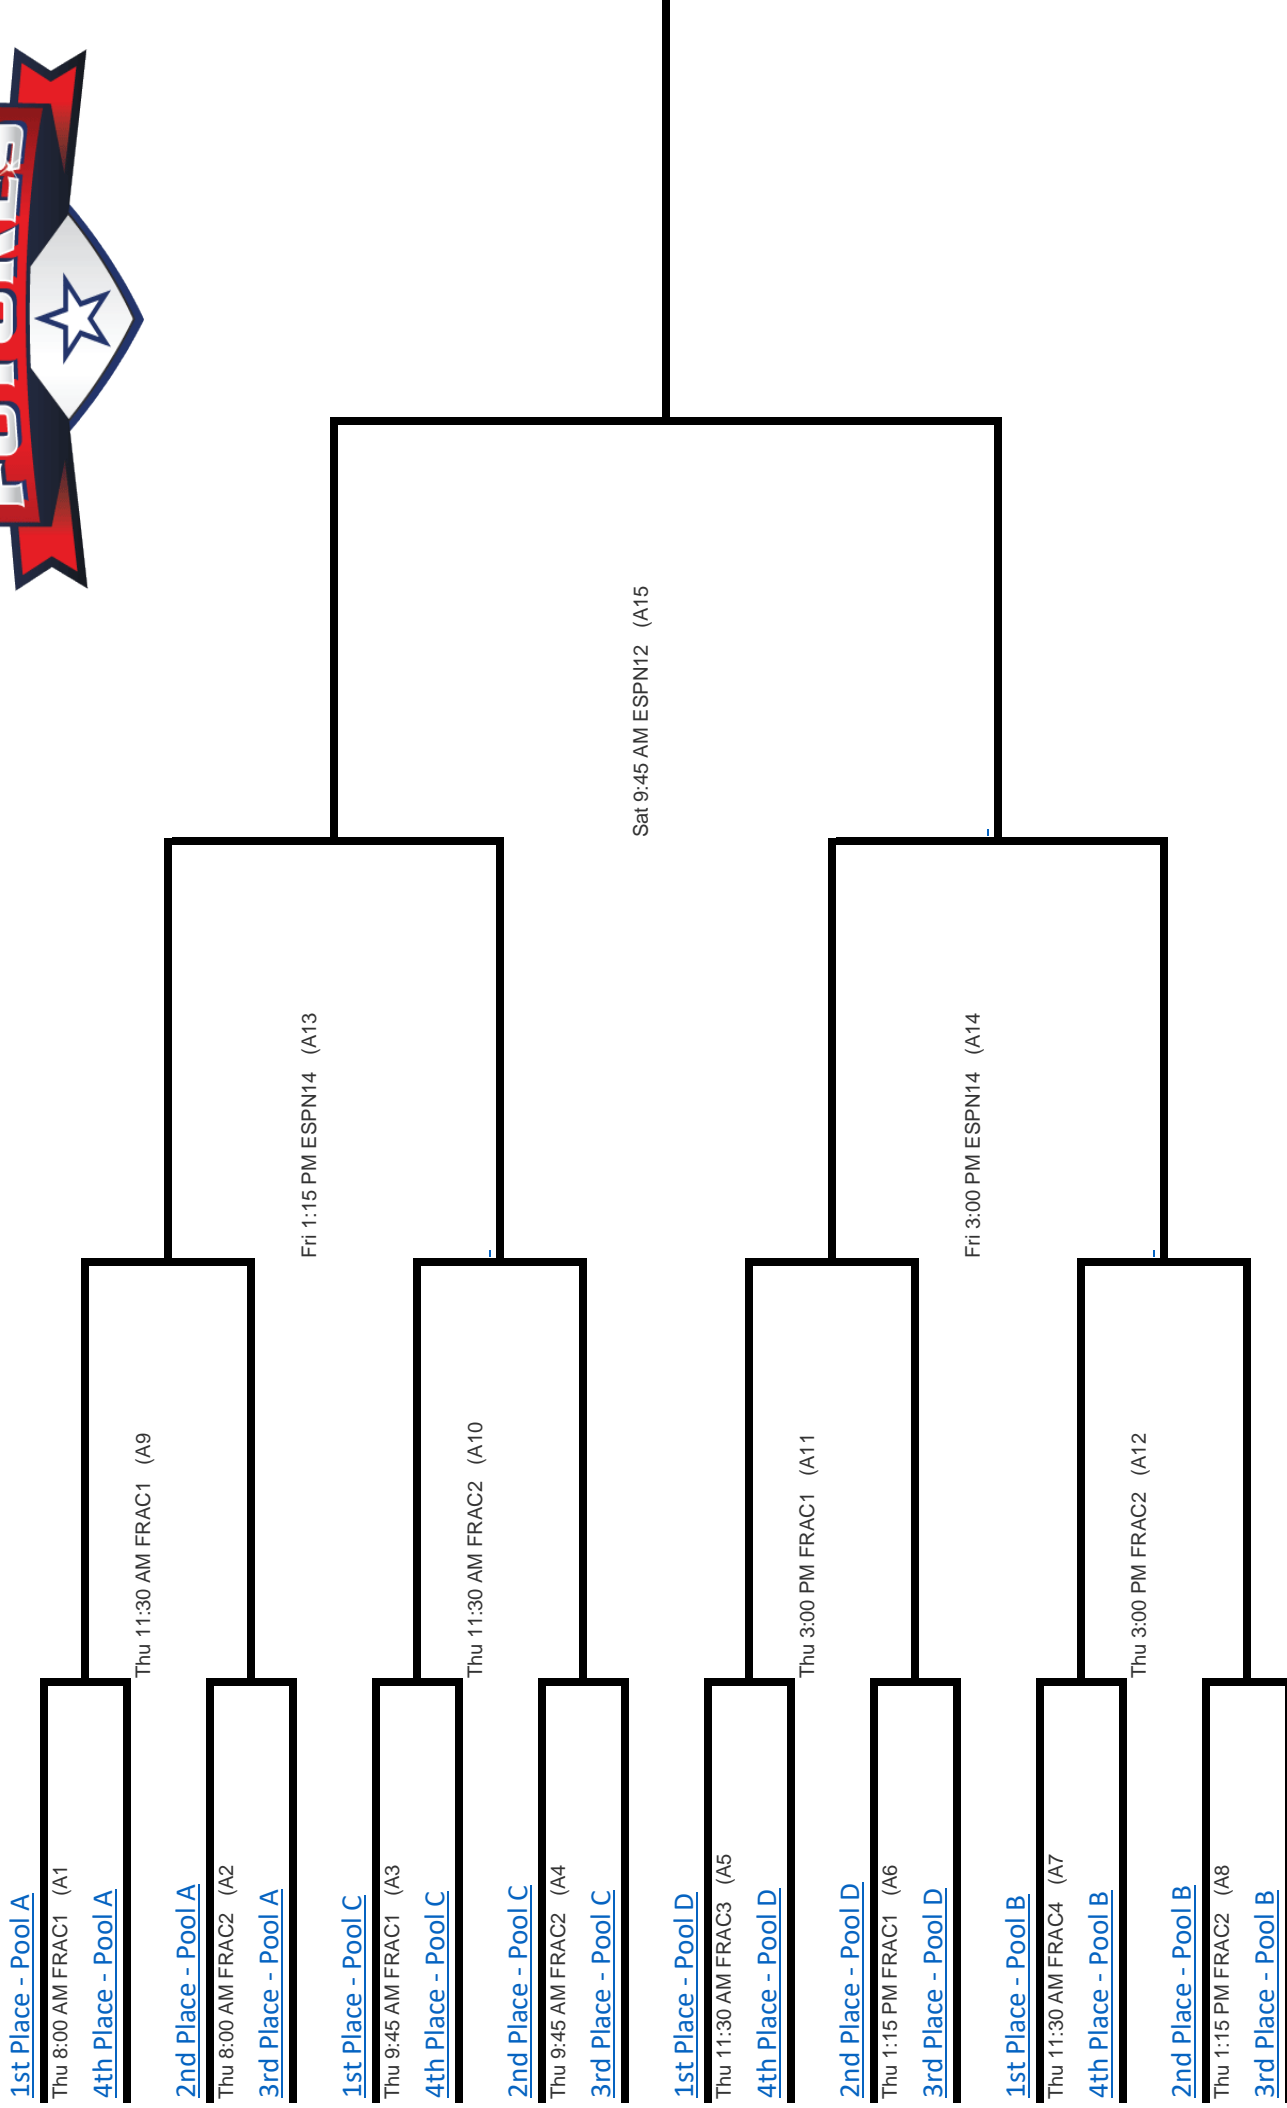 1st Place - Pool A
Thu 8:00 AM FRAC1 (A1
4th Place - Pool A
Thu 11:30 AM FRAC1 (A9
2nd Place - Pool A
Thu 8:00 AM FRAC2 (A2
3rd Place - Pool A
Fri 1:15 PM ESPN14 (A13
1st Place - Pool C
Thu 9:45 AM FRAC1 (A3
4th Place - Pool C
Thu 11:30 AM FRAC2 (A10
2nd Place - Pool C
Thu 9:45 AM FRAC2 (A4
3rd Place - Pool C
Sat 9:45 AM ESPN12 (A15
1st Place - Pool D
Thu 11:30 AM FRAC3 (A5
4th Place - Pool D
Thu 3:00 PM FRAC1 (A11
2nd Place - Pool D
Thu 1:15 PM FRAC1 (A6
3rd Place - Pool D
Fri 3:00 PM ESPN14 (A14
1st Place - Pool B
Thu 11:30 AM FRAC4 (A7
4th Place - Pool B
Thu 3:00 PM FRAC2 (A12
2nd Place - Pool B
Thu 1:15 PM FRAC2 (A8
3rd Place - Pool B